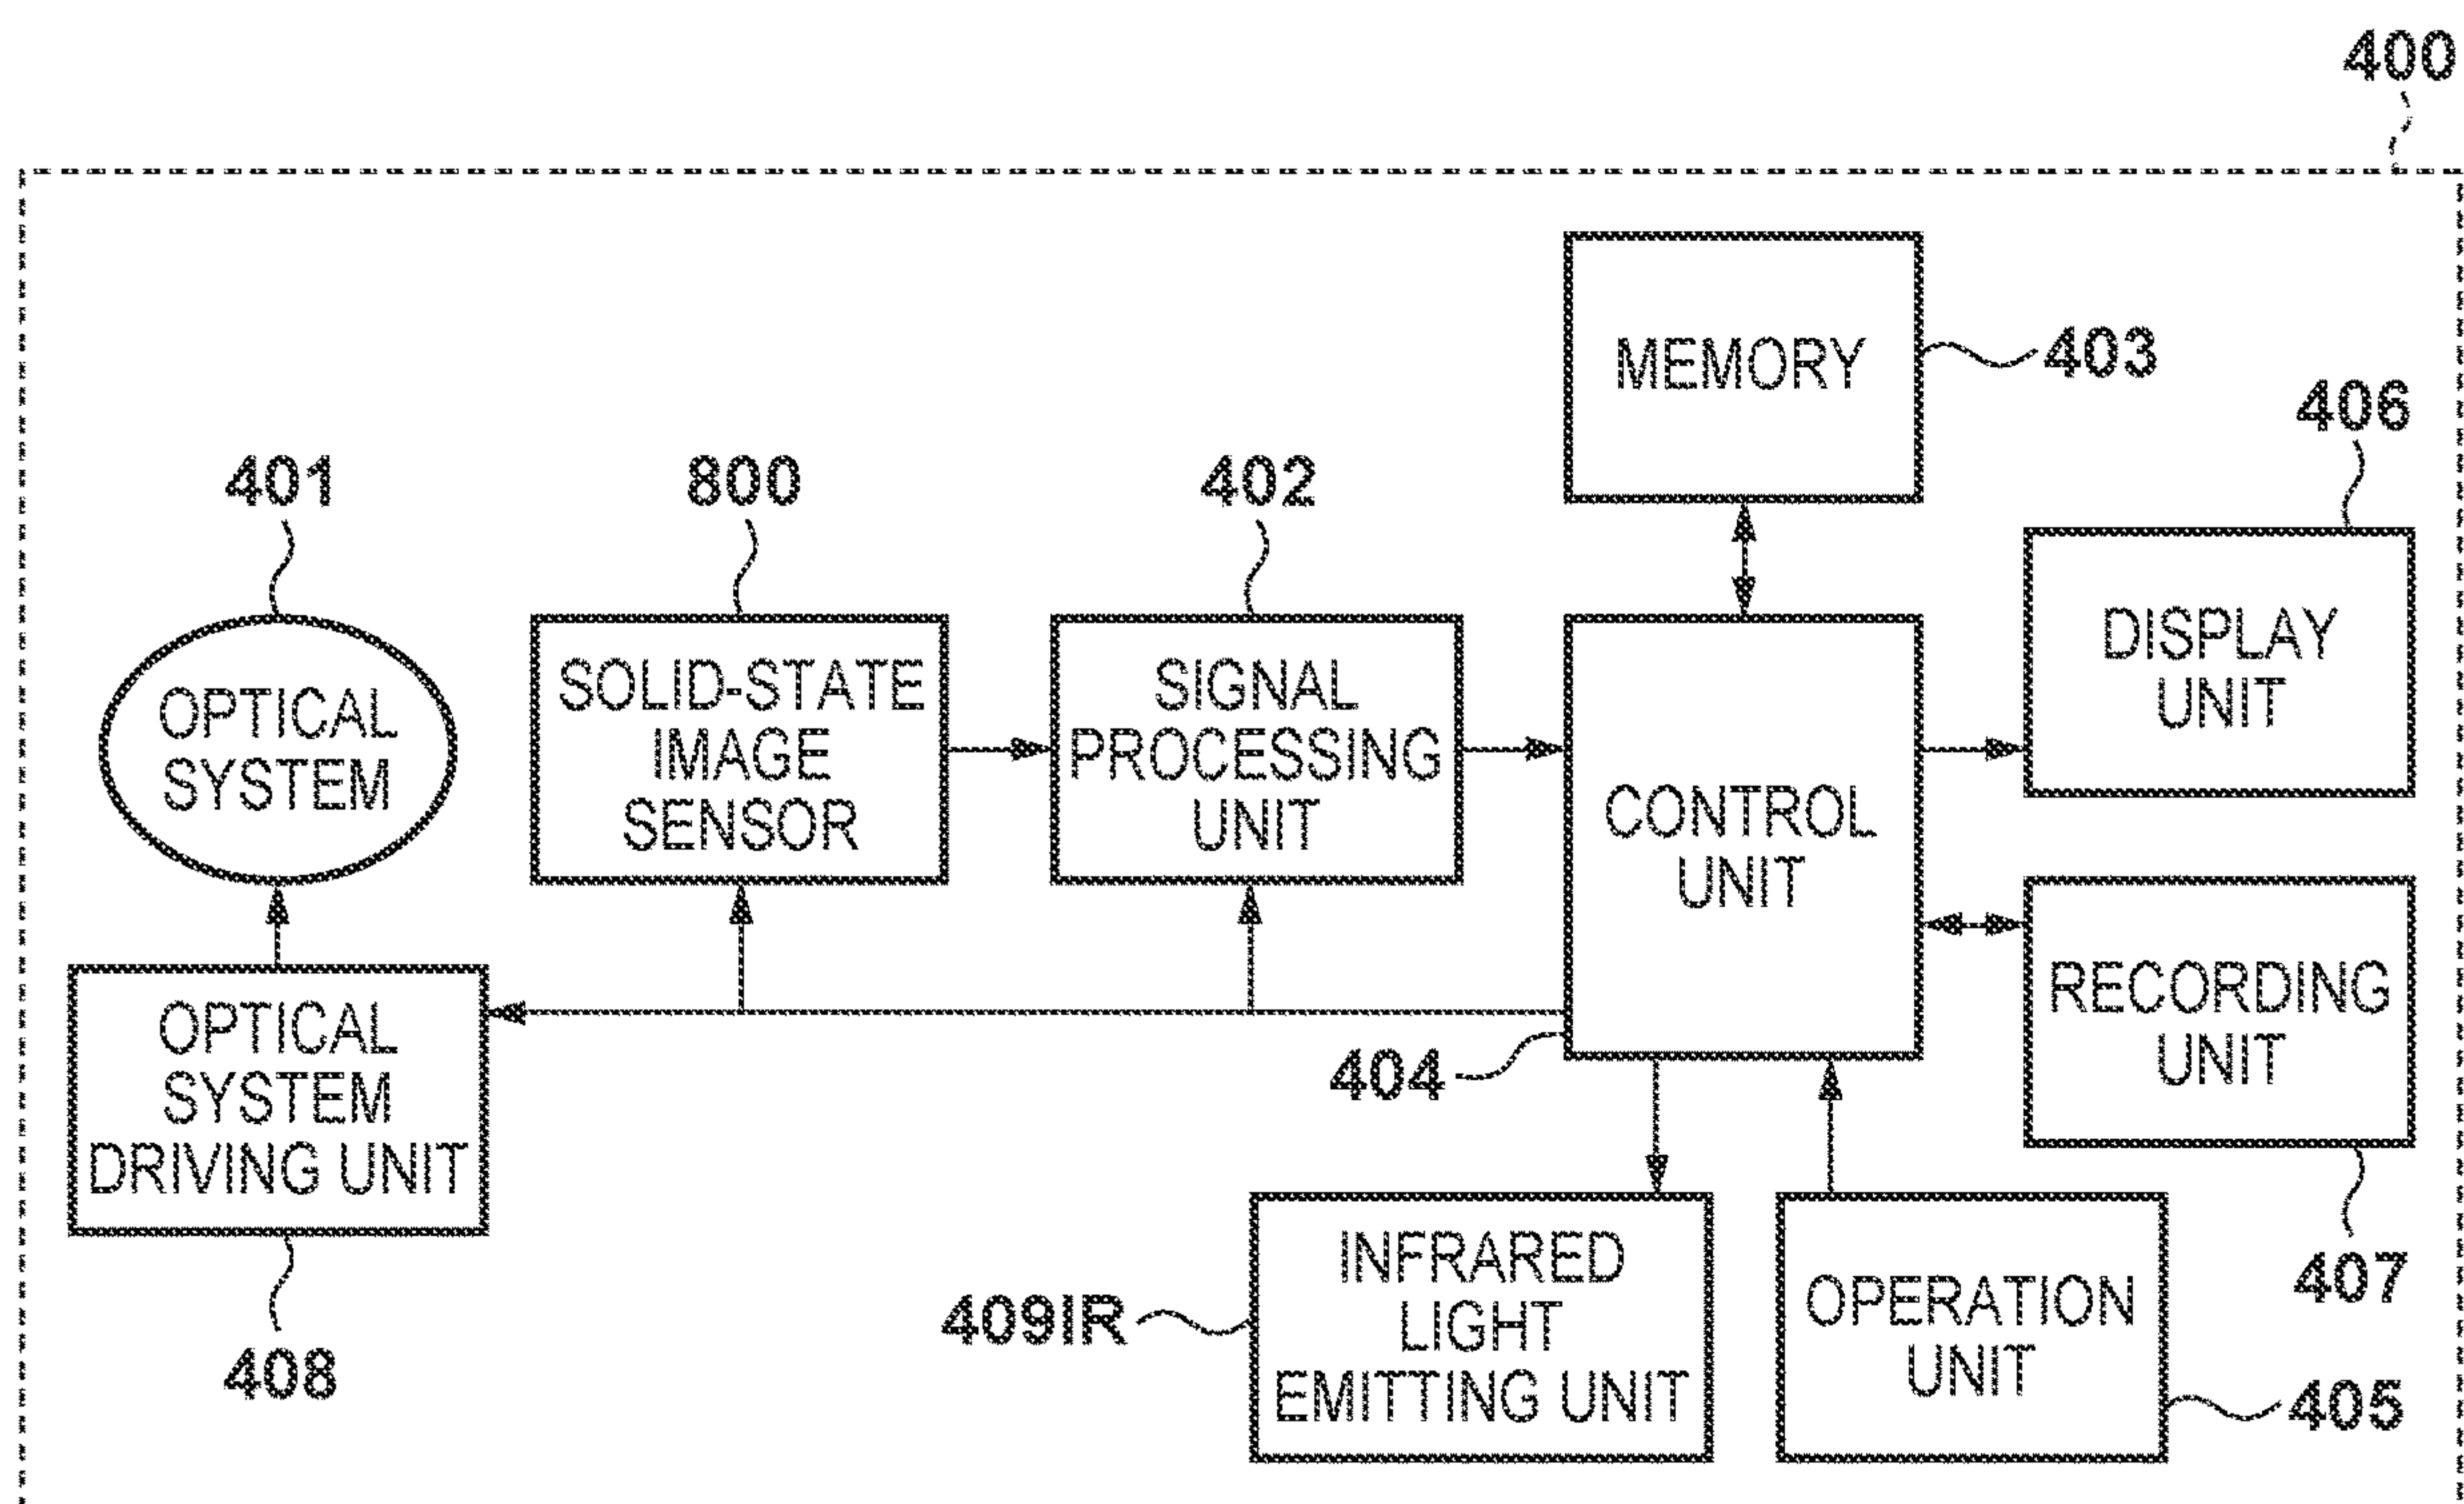 400
MEMORY
403
406
401
800
402
OPTICAL
SYSTEM
SOLID-STATE
IMAGE
SENSOR
SIGNAL
PROCESSING
UNIT
CONTROL
UNIT
DISPLAY
UNIT
RECORDING
UNIT
404
OPTICAL
SYSTEM
DRIVING UNIT
408
409IR
INFRARED
LIGHT
EMITTING UNIT
OPERATION
UNIT
407
405